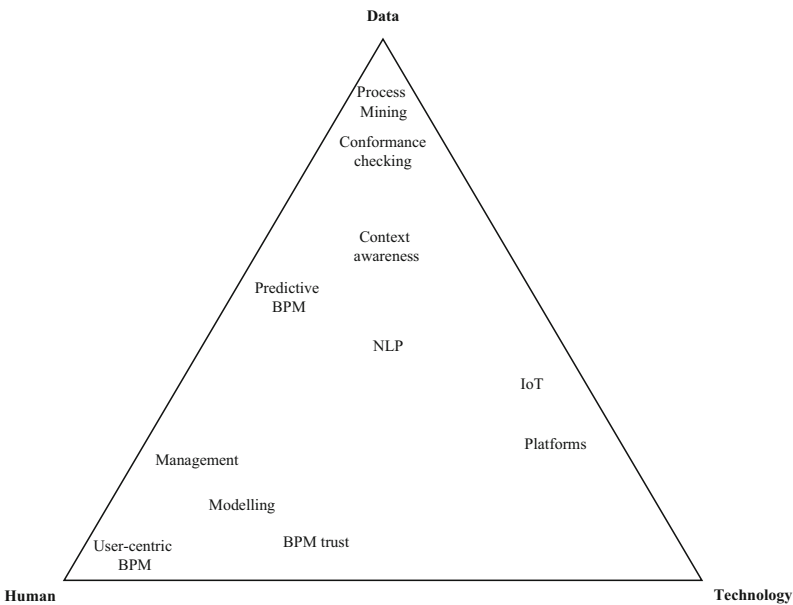 Data
Process
Mining
Conformance
checking
Context
awareness
Predictive
BPM
NLP
IoT
Platforms
Management
Modelling
BPM trust
User-centric
BPM
Human
Technology